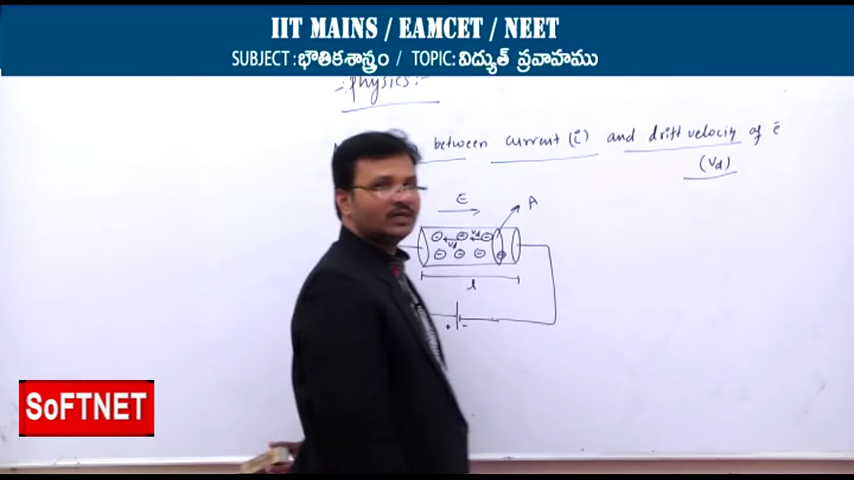 IIT MAINS / EAMCET / NEET
SUBJECT : భౌతికశాస్త్రం / TOPIC: విద్యుత్ ప్రవాహము
-: Physics:-
between current (i) and drift velocity of ē
(Vd)
E
A
Vd Vd
l
+ -
SoFTNET